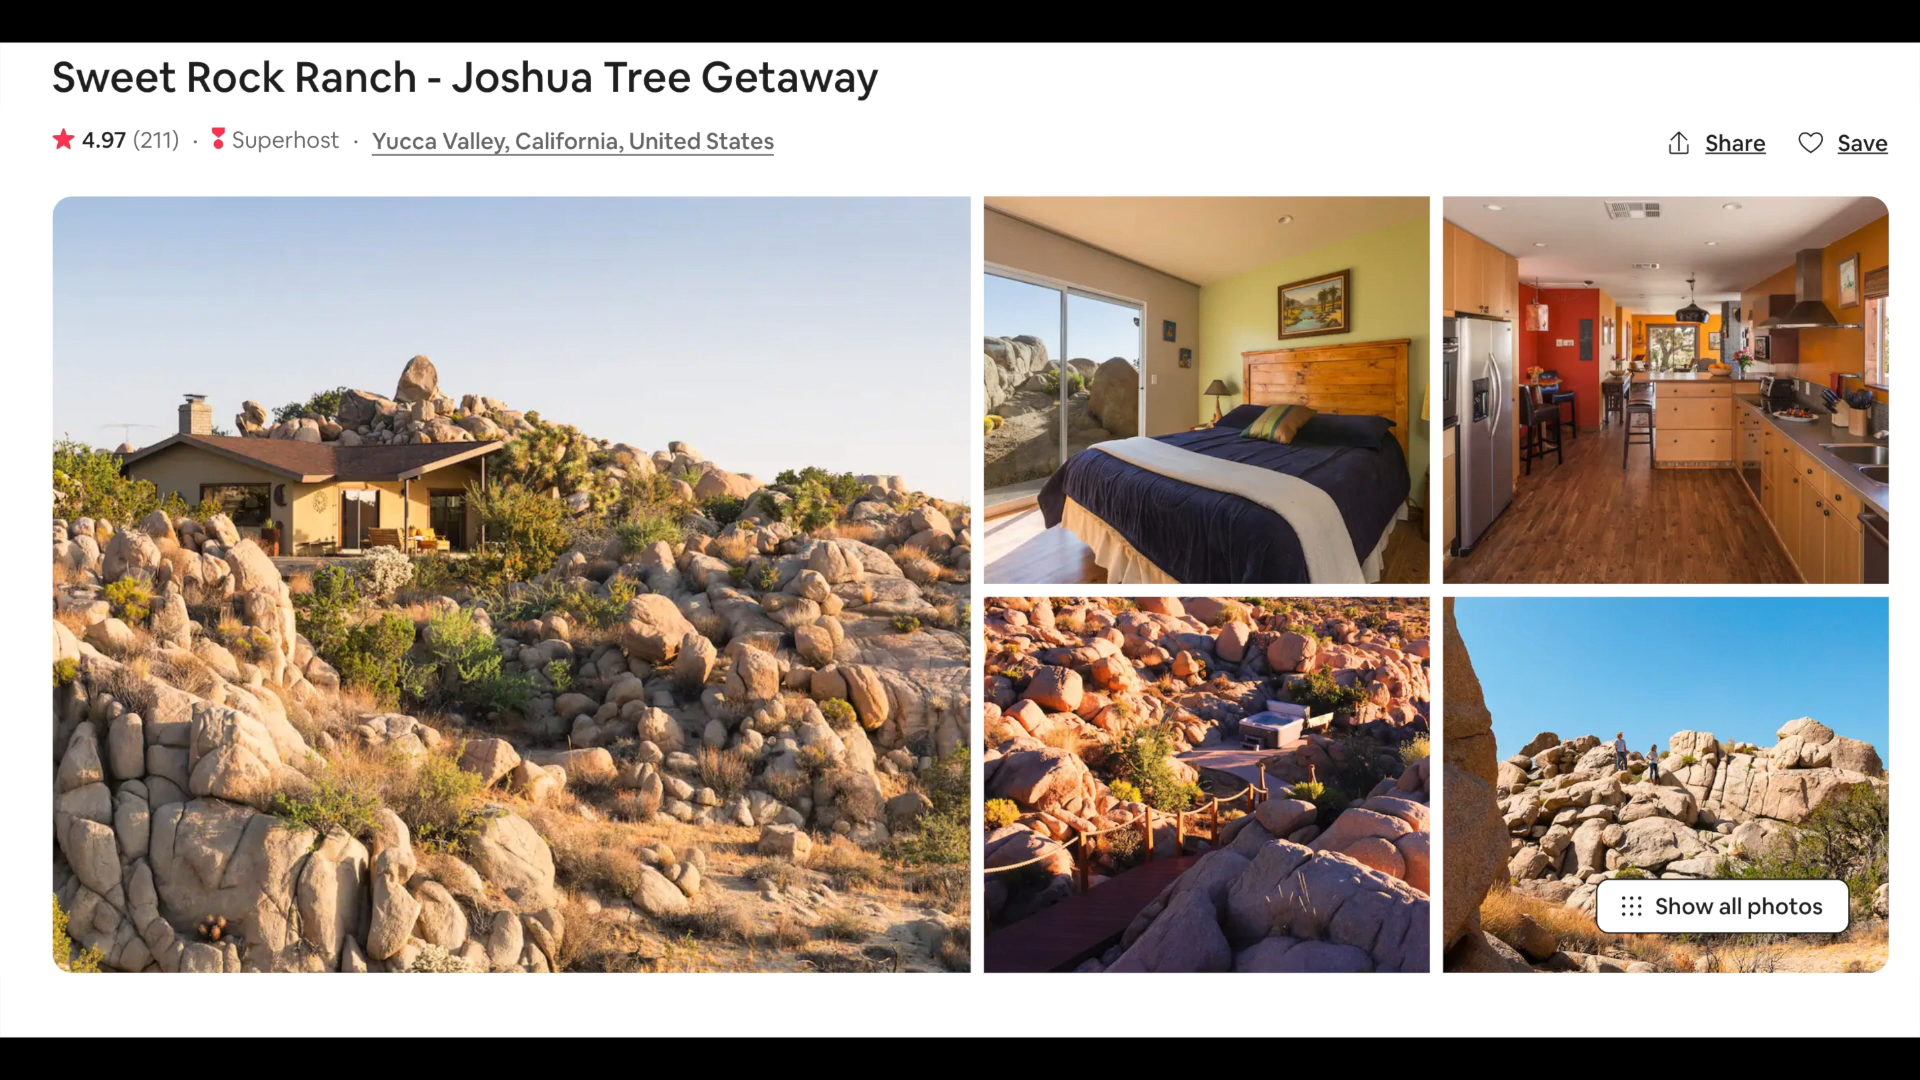 Sweet Rock Ranch - Joshua Tree Getaway
4.97 (211) · Superhost · Yucca Valley, California, United States
Share Save
Show all photos